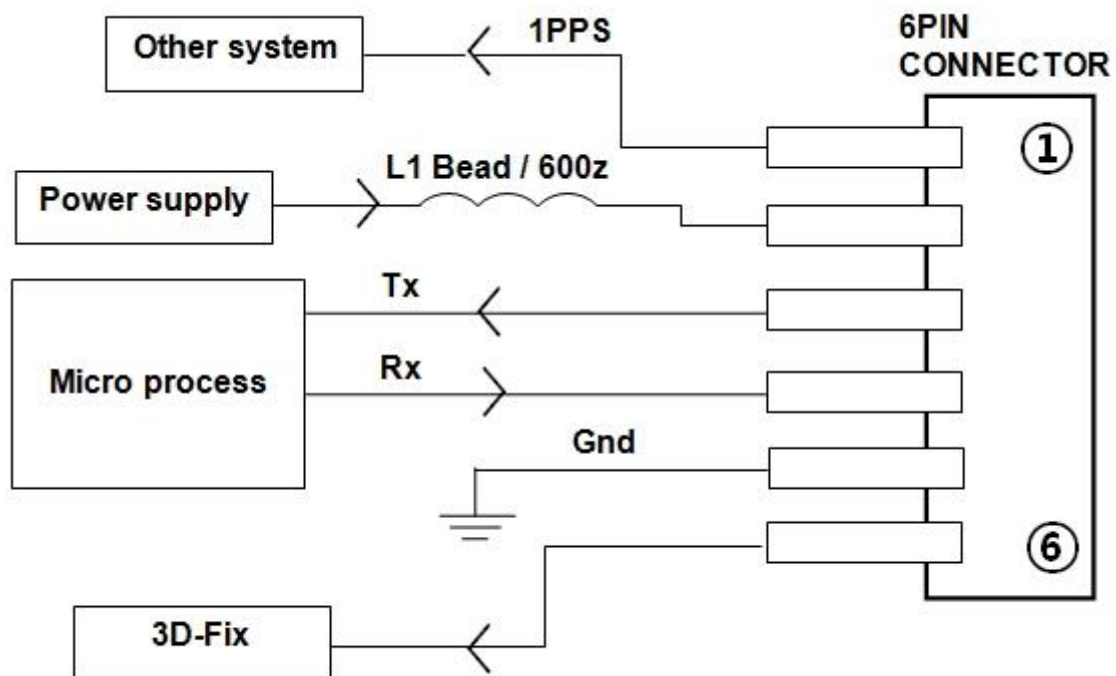 Other system
1PPS
6PIN
CONNECTOR
①
L1 Bead / 600z
Power supply
Tx
Micro process
Rx
Gnd
⑥
3D-Fix